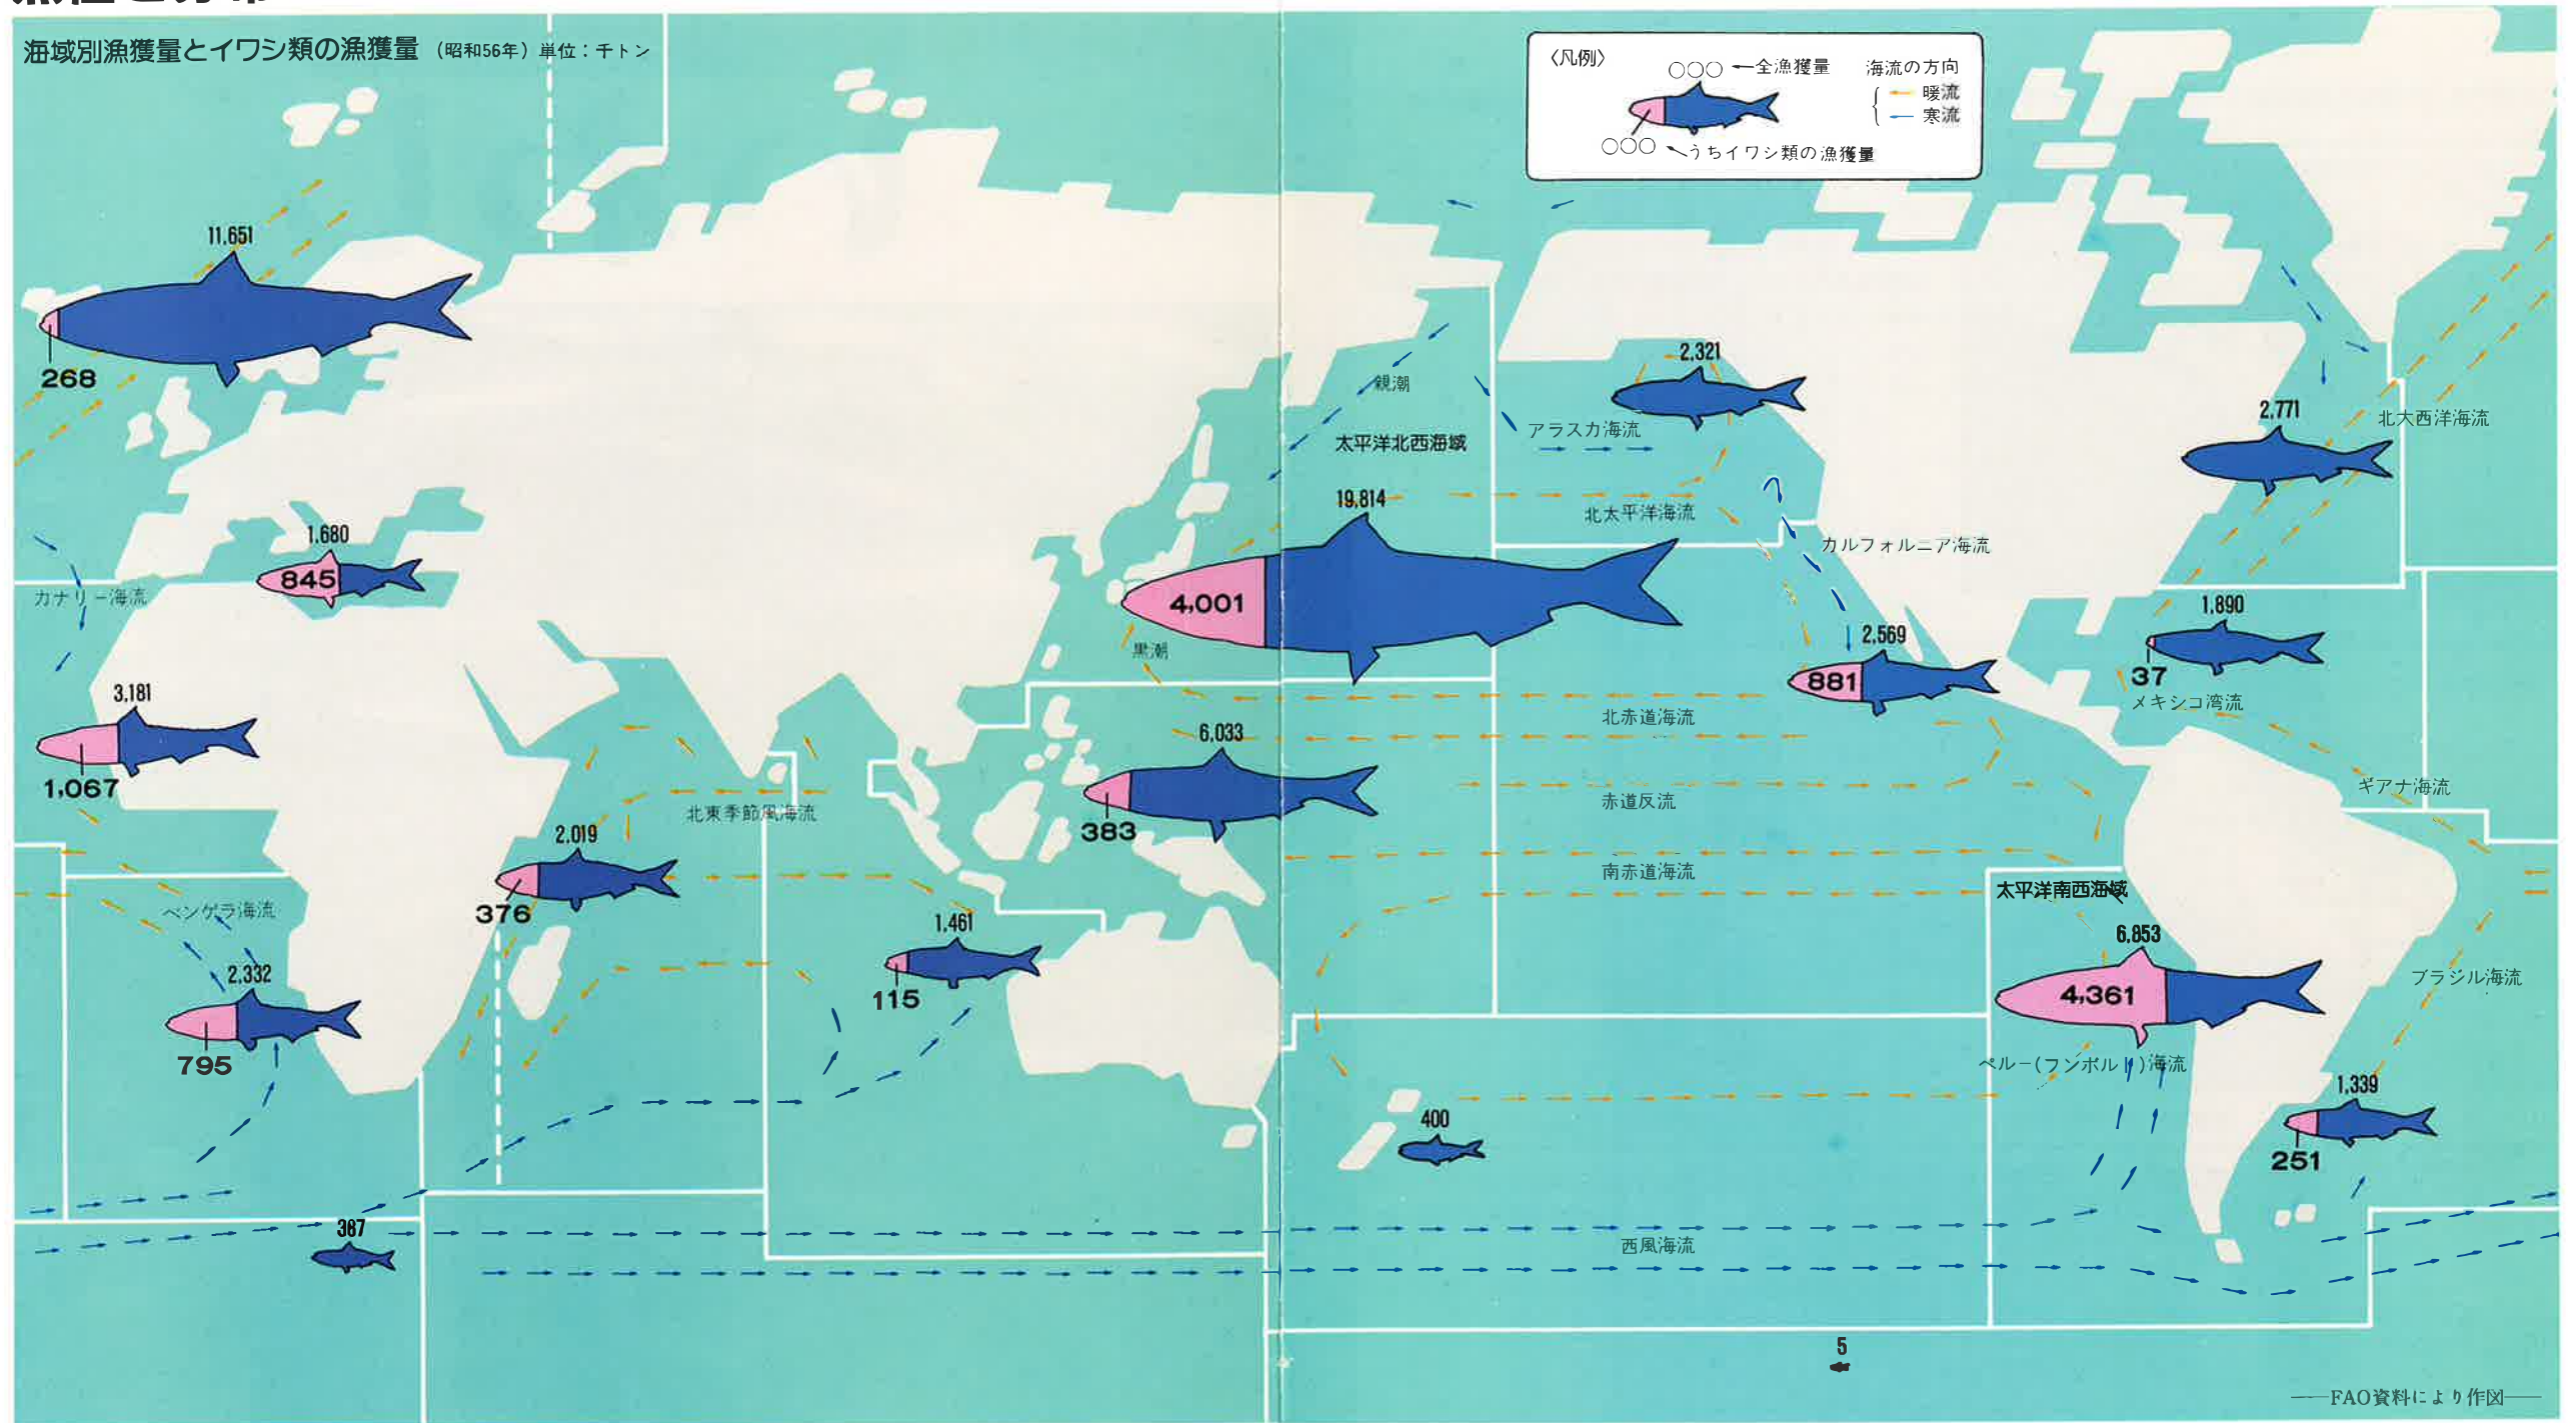 海域別漁獲量とイワシ類の漁獲量 (昭和56年) 単位:千トン
〈凡例〉
○○○ 全漁獲量
○○○ うちイワシ類の漁獲量
海流の方向
暖流
寒流
11,651
268
2,321
親潮
アラスカ海流
太平洋北西海域
2,771
北大西洋海流
19,814
4,001
北太平洋海流
カルフォルニア海流
1,680
845
カナリー海流
1,890
37
メキシコ湾流
2,569
881
黒潮
3,181
1,067
北赤道海流
6,033
383
赤道反流
ギアナ海流
北東季節風海流
2,019
376
南赤道海流
太平洋南西海域
ベンゲラ海流
1,461
115
6,853
4,361
2,332
795
ブラジル海流
ペルー(フンボルト)海流
1,339
251
400
387
西風海流
5
FAO資料により作図